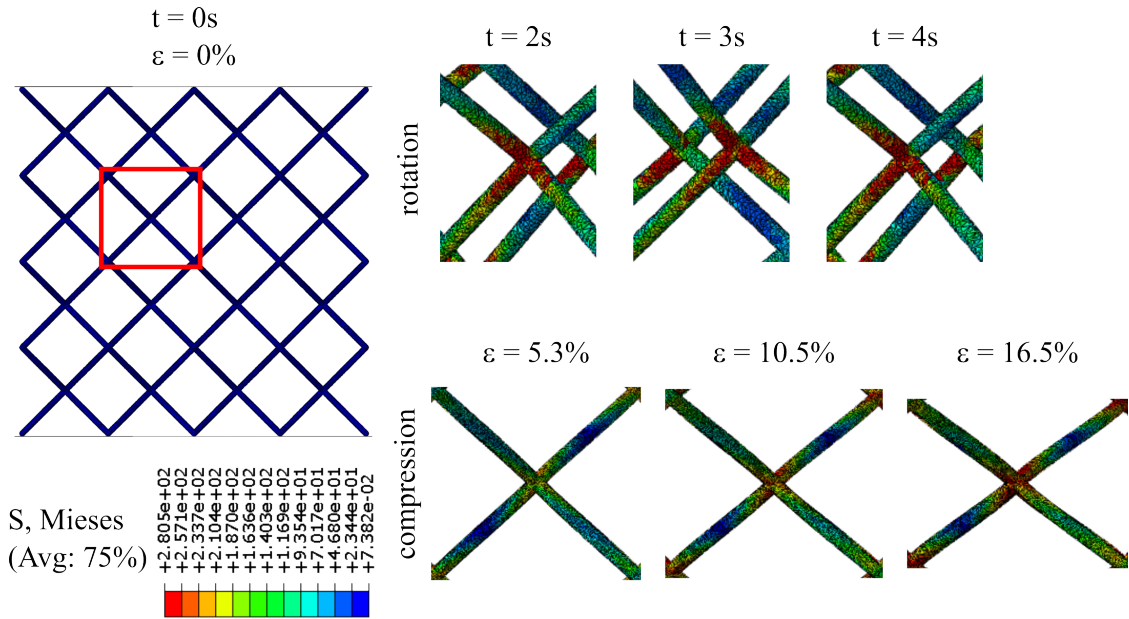 t = 0s
ε = 0%
t = 2s
t = 3s
t = 4s
rotation
ε = 5.3%
ε = 10.5%
ε = 16.5%
compression
S, Mieses
(Avg: 75%)
+2.805e+02
+2.571e+02
+2.337e+02
+2.104e+02
+1.870e+02
+1.636e+02
+1.403e+02
+1.169e+02
+9.354e+01
+7.017e+01
+4.680e+01
+2.344e+01
+7.382e-02